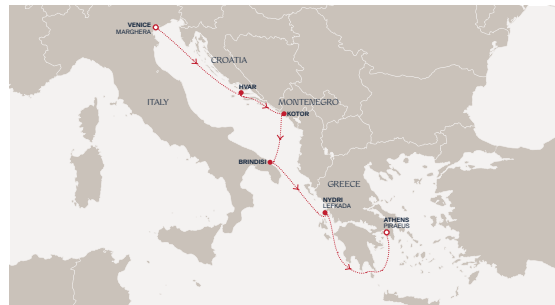 VENICE
MARGHERA
CROATIA
HVAR
ITALY
MONTENEGRO
KOTOR
BRINDISI
GREECE
NYDRI
LEFKADA
ATHENS
PIRAEUS